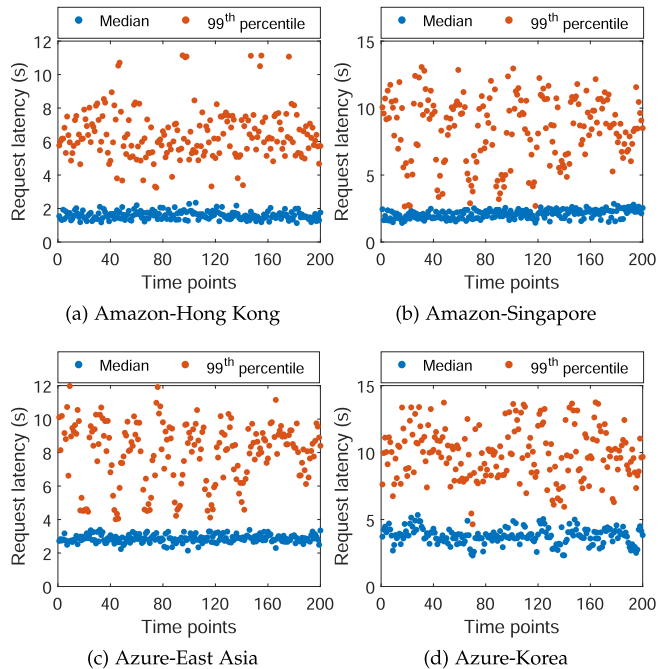 Median 99th percentile
Request latency (s)
12
10
8
6
4
2
0
0 40 80 120 160 200
Time points
(a) Amazon-Hong Kong
Median 99th percentile
Request latency (s)
15
10
5
0
0 40 80 120 160 200
Time points
(b) Amazon-Singapore
Median 99th percentile
Request latency (s)
12
10
8
6
4
2
0
0 40 80 120 160 200
Time points
(c) Azure-East Asia
Median 99th percentile
Request latency (s)
15
10
5
0
0 40 80 120 160 200
Time points
(d) Azure-Korea